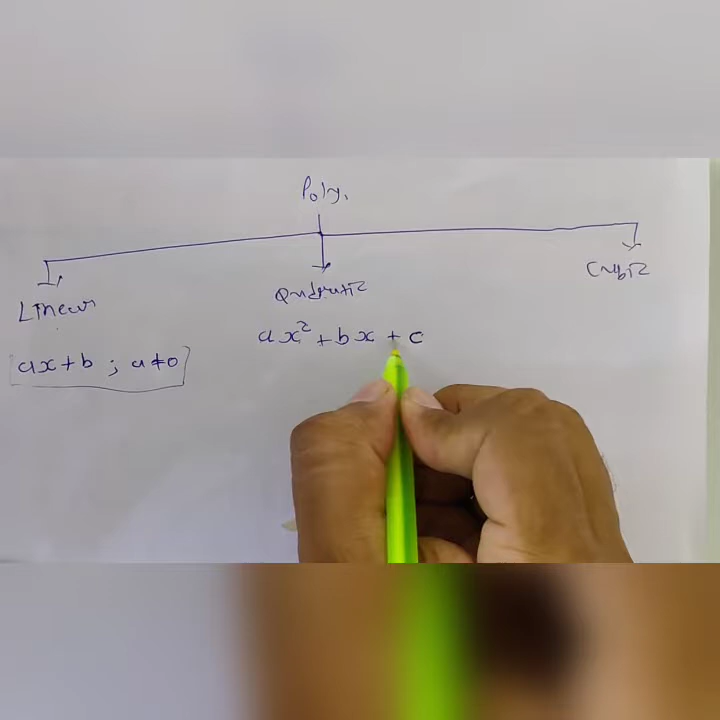 Poly.
Linear
Quadratic
Cubic
ax² + bx + c
ax + b ; a ≠ 0